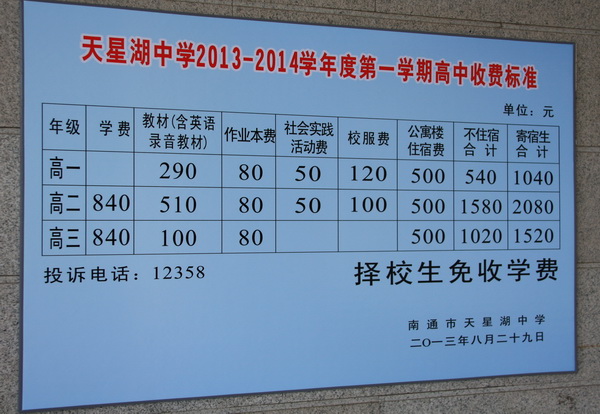 天星湖中学2013-2014学年度第一学期高中收费标准
单位：元
年级 学费 教材(含英语录音教材) 作业本费 社会实践活动费 校服费 公寓楼住宿费 不住宿合计 寄宿生合计
高一 290 80 50 120 500 540 1040
高二 840 510 80 50 100 500 1580 2080
高三 840 100 80 500 1020 1520
投诉电话：12358
择校生免收学费
南通市天星湖中学
二O一三年八月二十九日